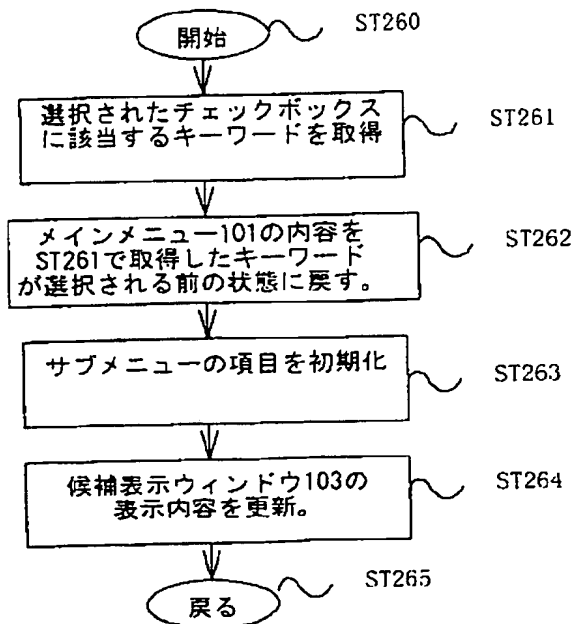 開始
ST260
選択されたチェックボックス
に該当するキーワードを取得
ST261
メインメニュー101の内容を
ST261で取得したキーワード
が選択される前の状態に戻す。
ST262
サブメニューの項目を初期化
ST263
候補表示ウィンドウ103の
表示内容を更新。
ST264
戻る
ST265